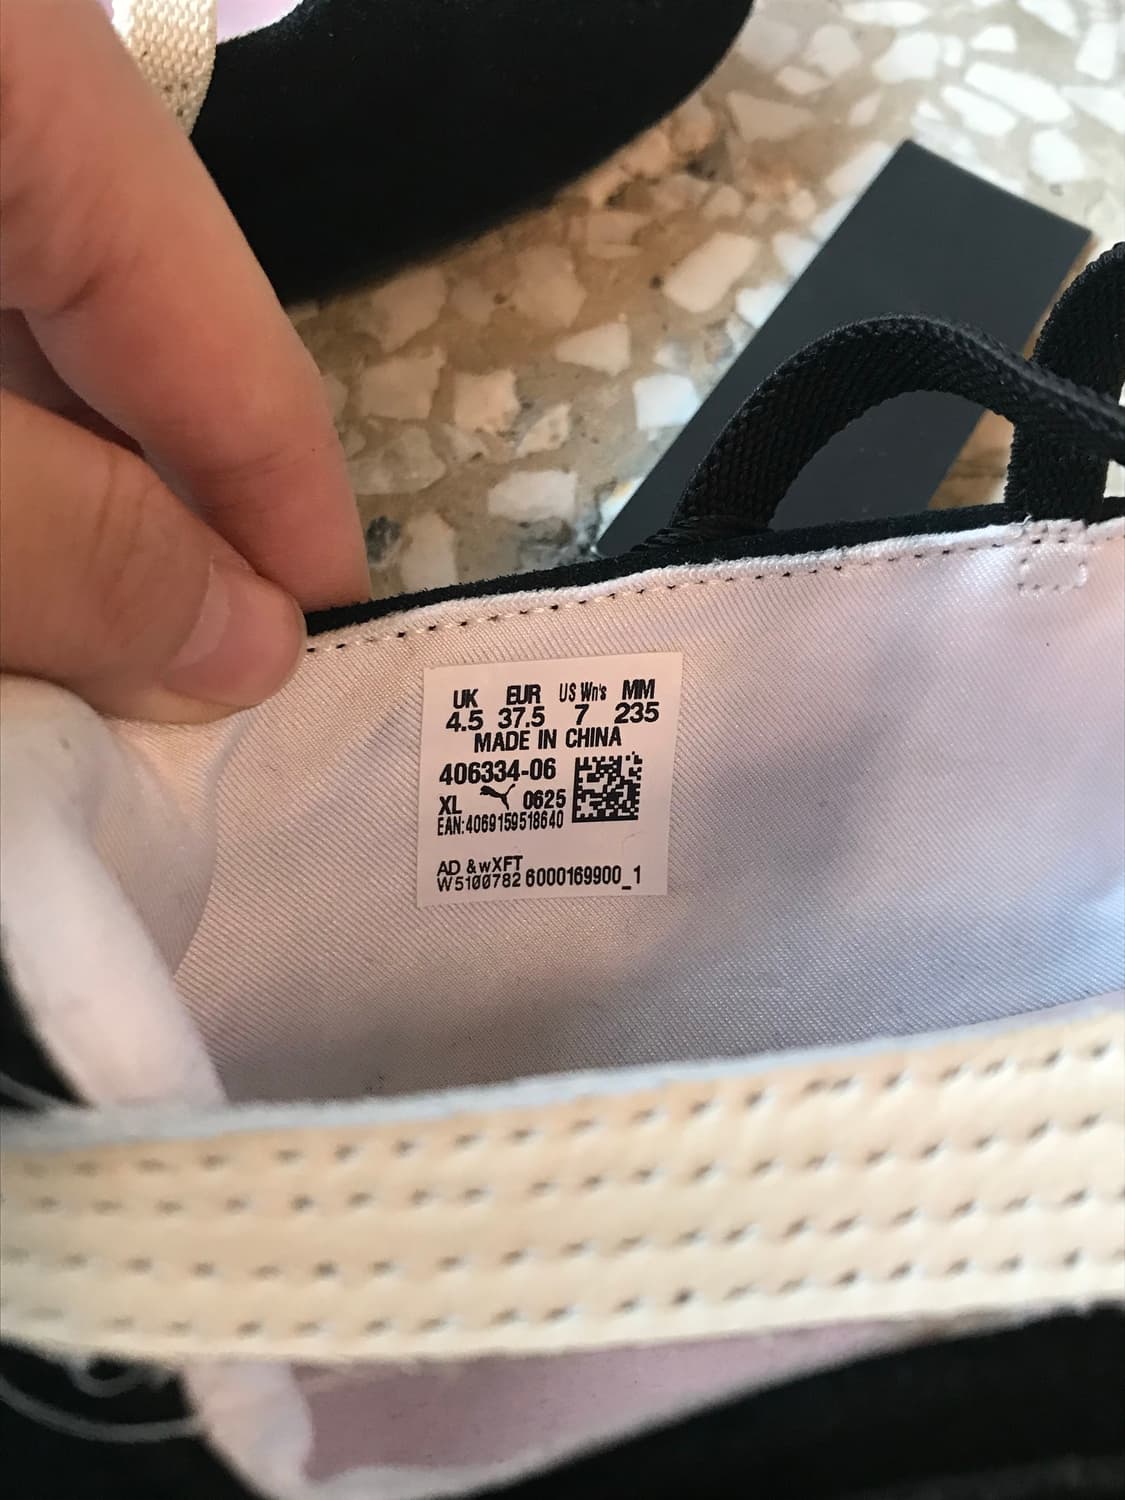 UK EUR US Wn's MM
4.5 37.5 7 235
MADE IN CHINA
406334-06
XL 0625
EAN:4069159518640
AD &wXFT
W5100782 6000169900_1